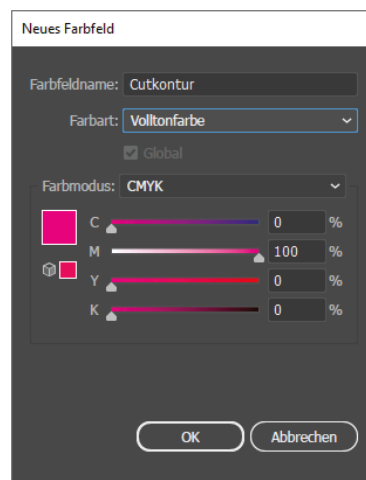 Neues Farbfeld
Farbfeldname: Cutkontur
Farbart: Volltonfarbe
Global
Farbmodus: CMYK
C 0 %
M 100 %
Y 0 %
K 0 %
OK Abbrechen